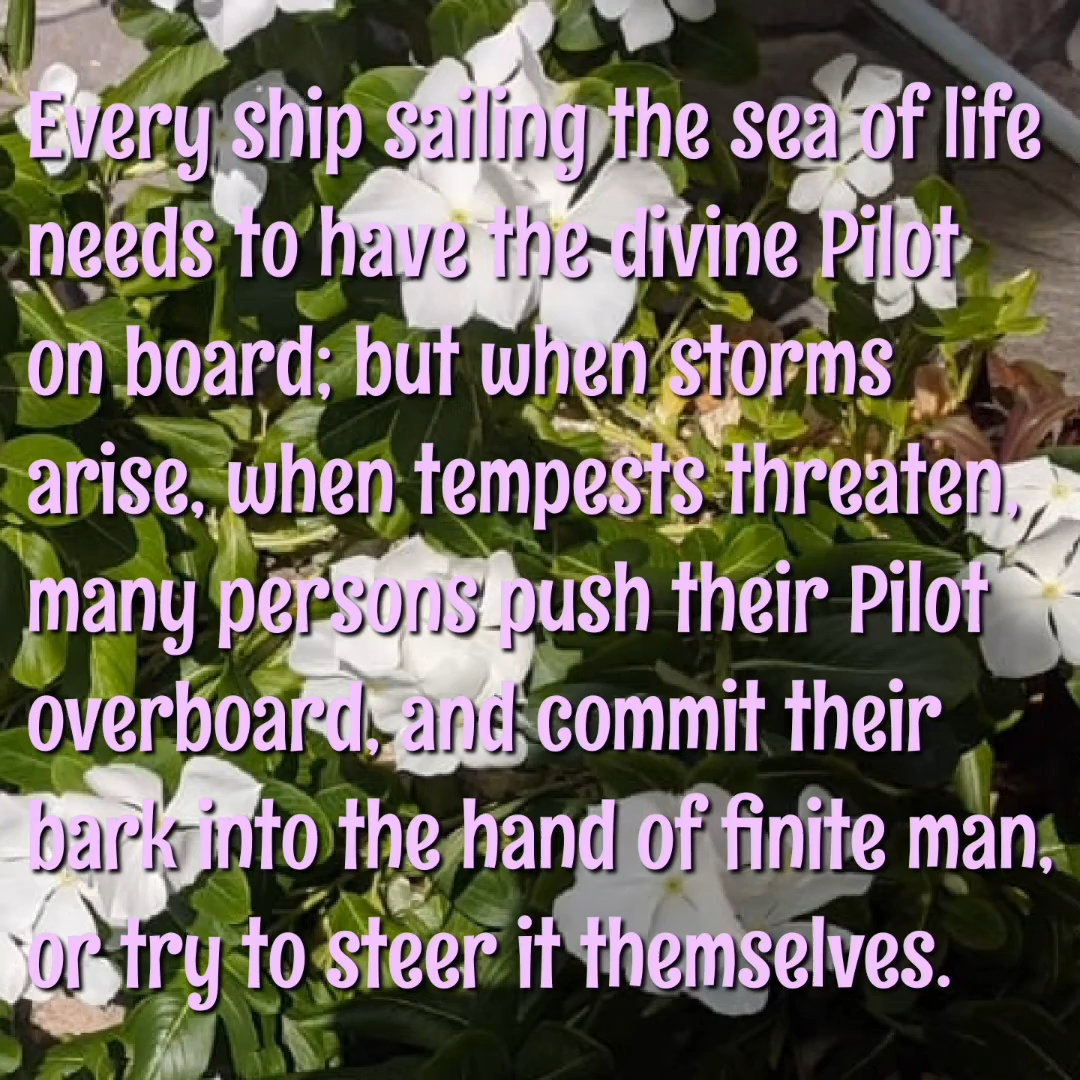 Every ship sailing the sea of life
needs to have the divine Pilot
on board; but when storms
arise, when tempests threaten,
many persons push their Pilot
overboard, and commit their
bark into the hand of finite man,
or try to steer it themselves.